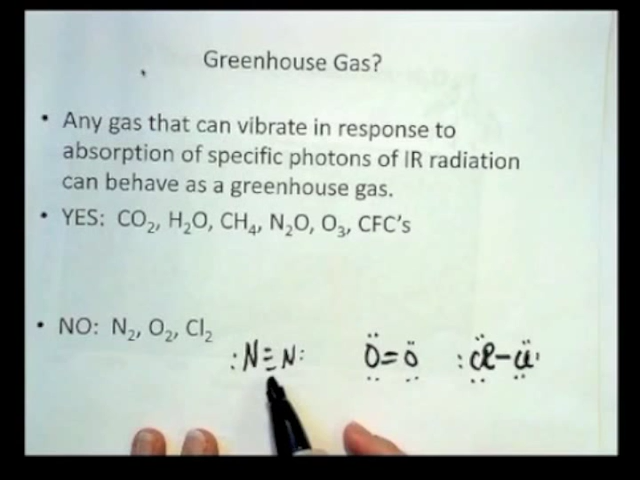 Greenhouse Gas?
• Any gas that can vibrate in response to
absorption of specific photons of IR radiation
can behave as a greenhouse gas.
• YES: CO₂, H₂O, CH₄, N₂O, O₃, CFC's
• NO: N₂, O₂, Cl₂
:N≡N: O=O :Cl-Cl: